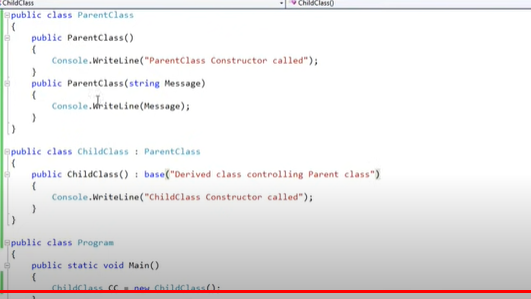 ChildClass
ChildClass()
public class ParentClass
{
public ParentClass()
{
Console.WriteLine("ParentClass Constructor called");
}
public ParentClass(string Message)
{
Console.WriteLine(Message);
}
}
public class ChildClass : ParentClass
{
public ChildClass() : base("Derived class controlling Parent class")
{
Console.WriteLine("ChildClass Constructor called");
}
}
public class Program
{
public static void Main()
{
ChildClass CC = new ChildClass();